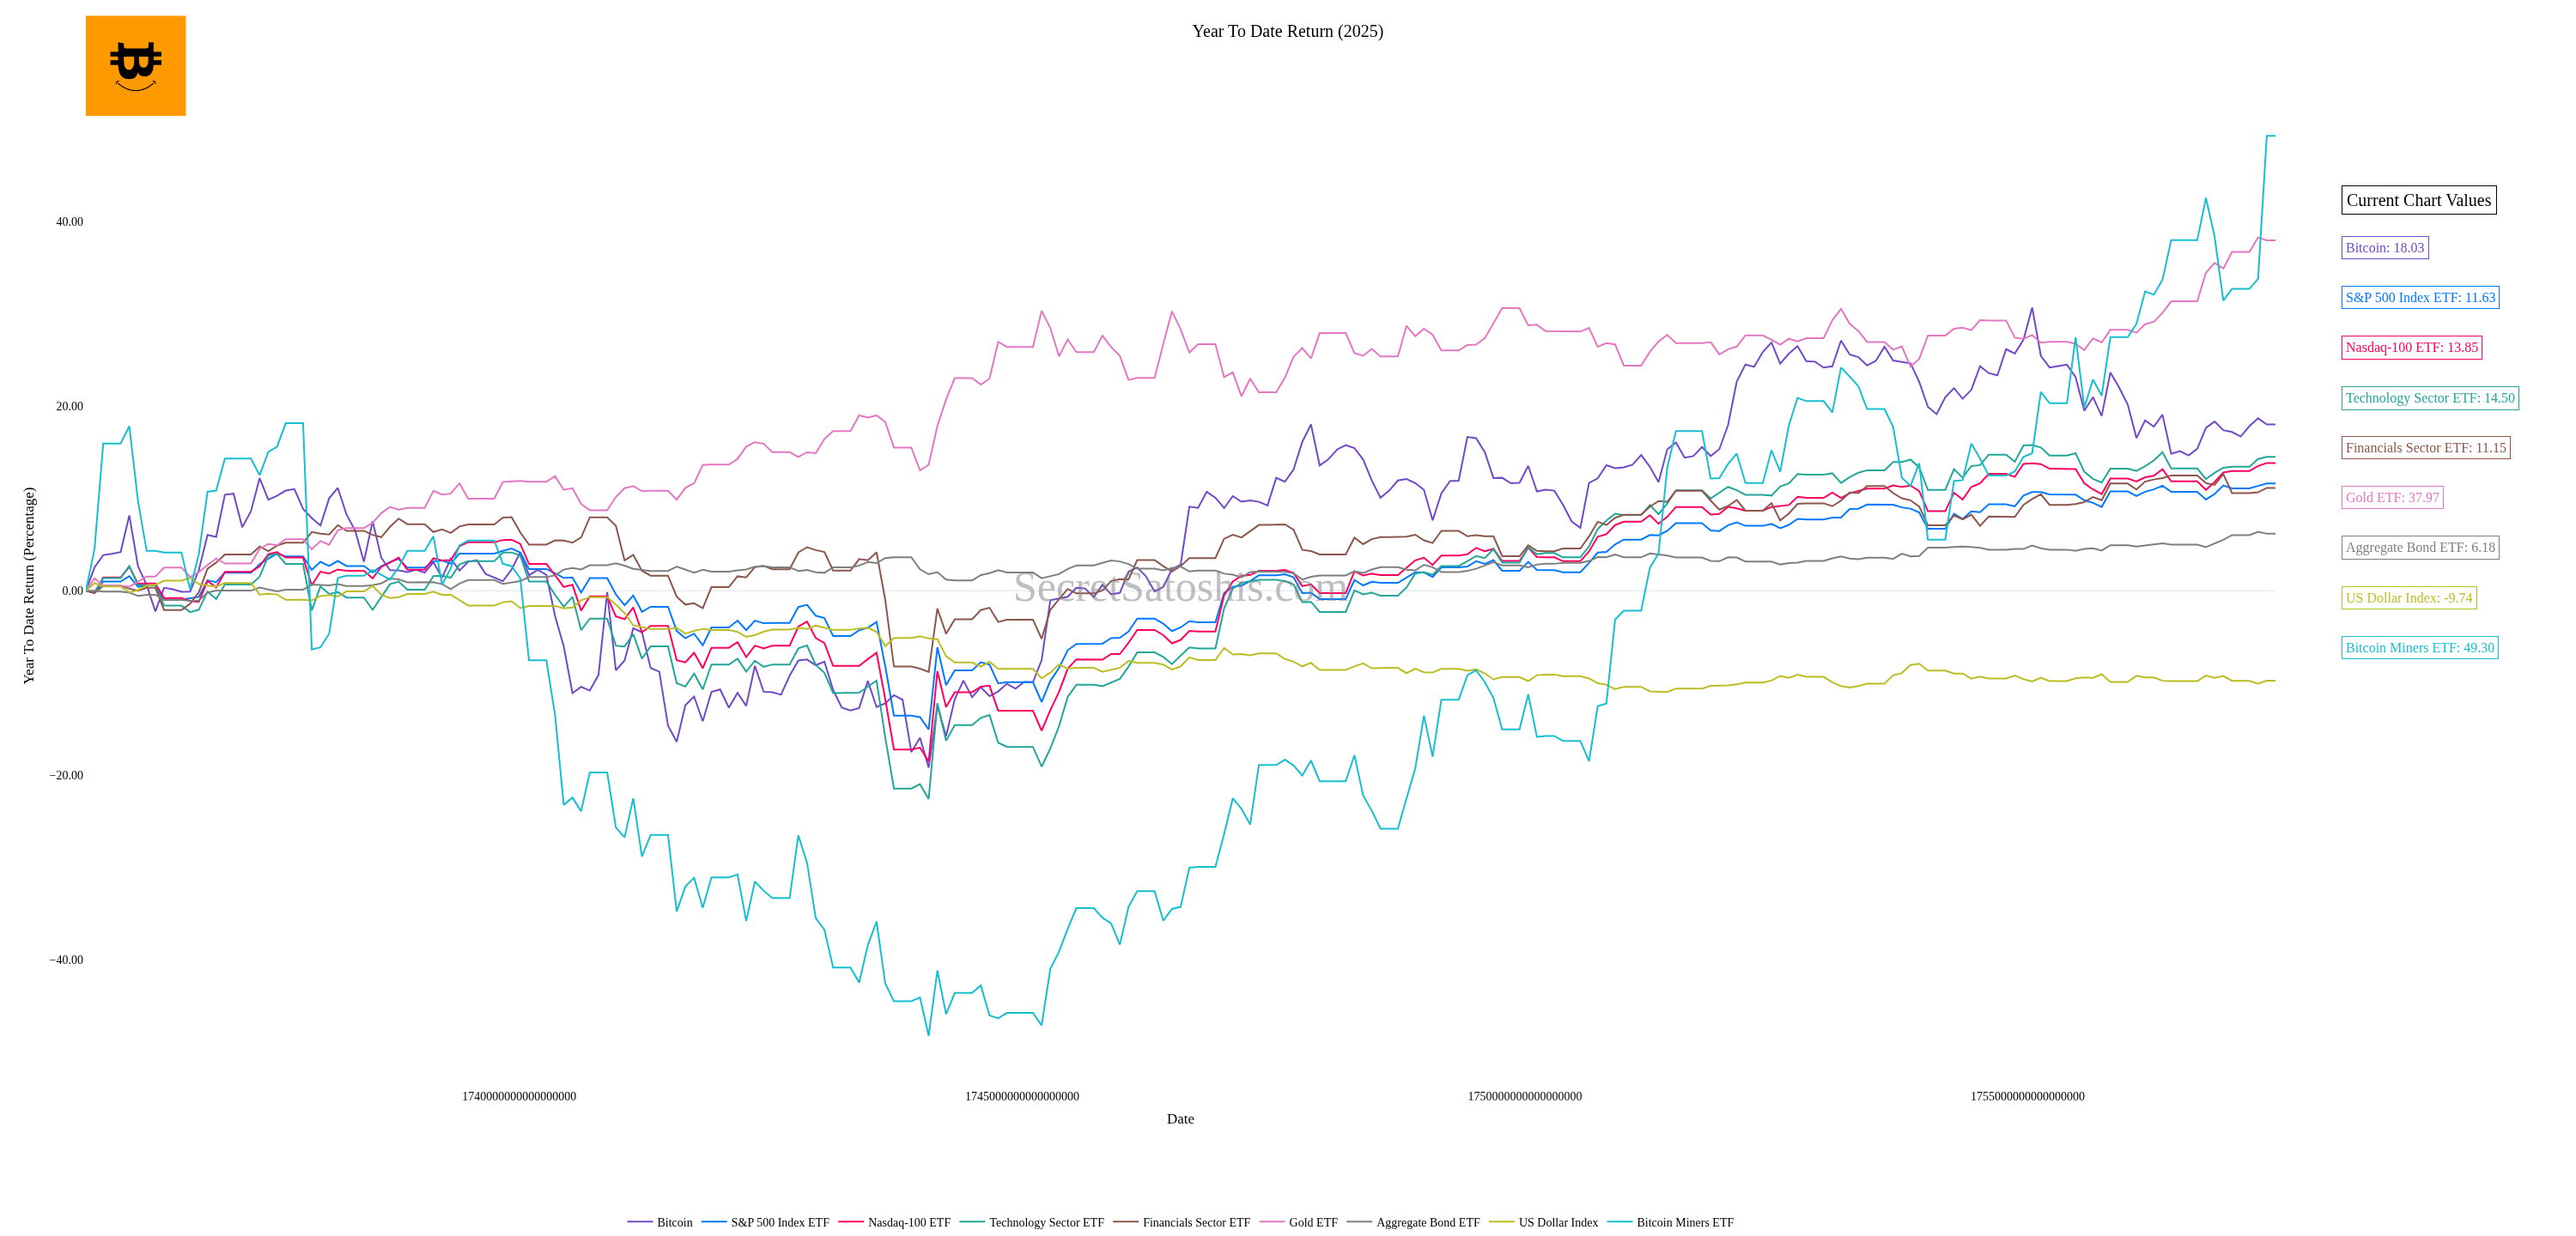 Year To Date Return (2025)
Current Chart Values
Bitcoin: 18.03
S&P 500 Index ETF: 11.63
Nasdaq-100 ETF: 13.85
Technology Sector ETF: 14.50
Financials Sector ETF: 11.15
Gold ETF: 37.97
Aggregate Bond ETF: 6.18
US Dollar Index: -9.74
Bitcoin Miners ETF: 49.30
Year To Date Return (Percentage)
40.00
20.00
0.00
−20.00
−40.00
SecretSatoshis.com
1740000000000000000
1745000000000000000
1750000000000000000
1755000000000000000
Date
Bitcoin
S&P 500 Index ETF
Nasdaq-100 ETF
Technology Sector ETF
Financials Sector ETF
Gold ETF
Aggregate Bond ETF
US Dollar Index
Bitcoin Miners ETF